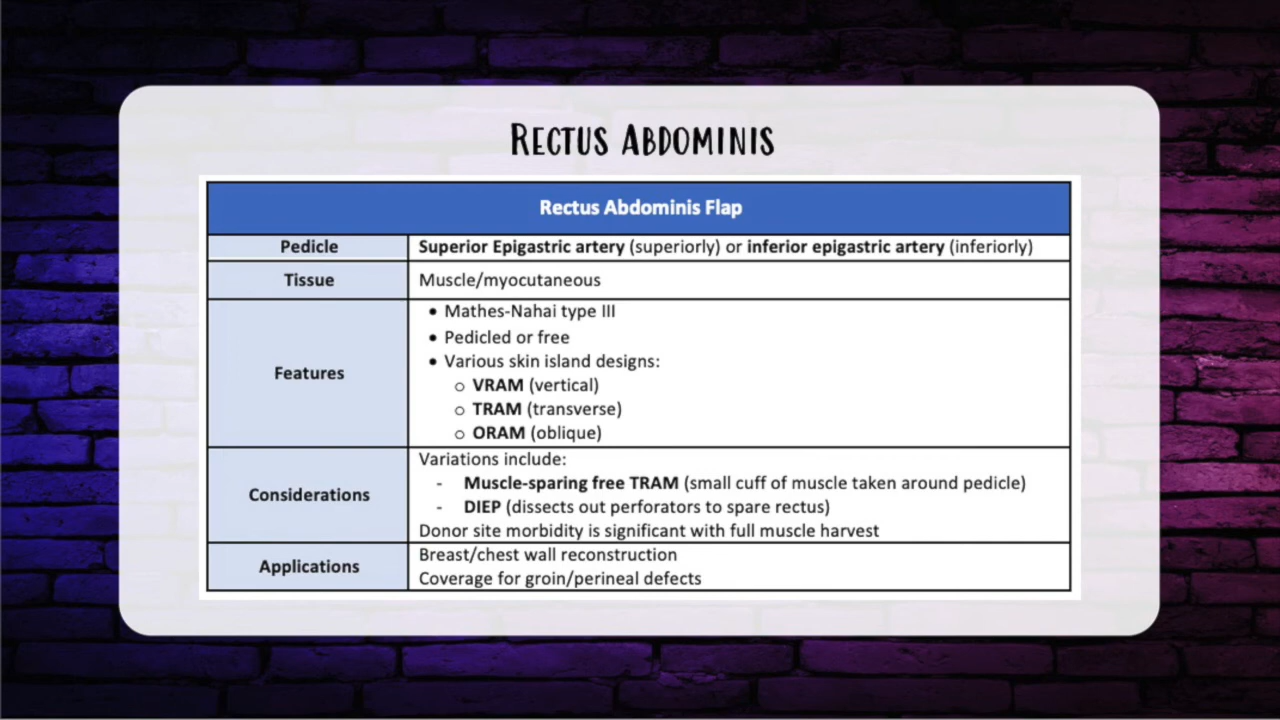 RECTUS ABDOMINIS
Rectus Abdominis Flap
Pedicle
Superior Epigastric artery (superiorly) or inferior epigastric artery (inferiorly)
Tissue
Muscle/myocutaneous
Features
• Mathes-Nahai type III
• Pedicled or free
• Various skin island designs:
o VRAM (vertical)
o TRAM (transverse)
o ORAM (oblique)
Considerations
Variations include:
- Muscle-sparing free TRAM (small cuff of muscle taken around pedicle)
- DIEP (dissects out perforators to spare rectus)
Donor site morbidity is significant with full muscle harvest
Applications
Breast/chest wall reconstruction
Coverage for groin/perineal defects